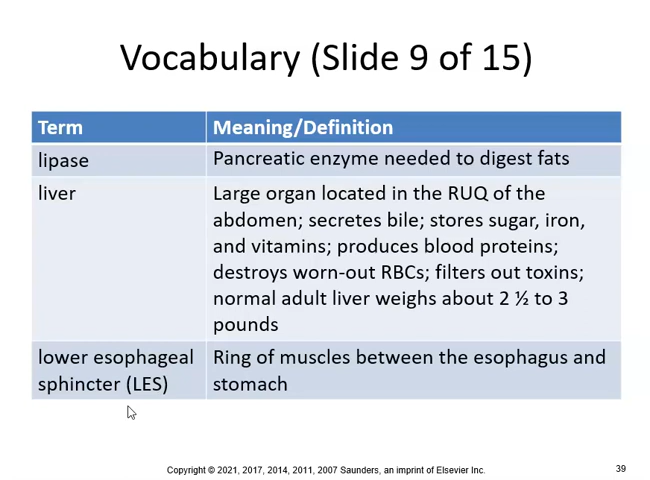 Vocabulary (Slide 9 of 15)
Term Meaning/Definition
lipase Pancreatic enzyme needed to digest fats
liver Large organ located in the RUQ of the
abdomen; secretes bile; stores sugar, iron,
and vitamins; produces blood proteins;
destroys worn-out RBCs; filters out toxins;
normal adult liver weighs about 2 ½ to 3
pounds
lower esophageal Ring of muscles between the esophagus and
sphincter (LES) stomach
Copyright © 2021, 2017, 2014, 2011, 2007 Saunders, an imprint of Elsevier Inc. 39